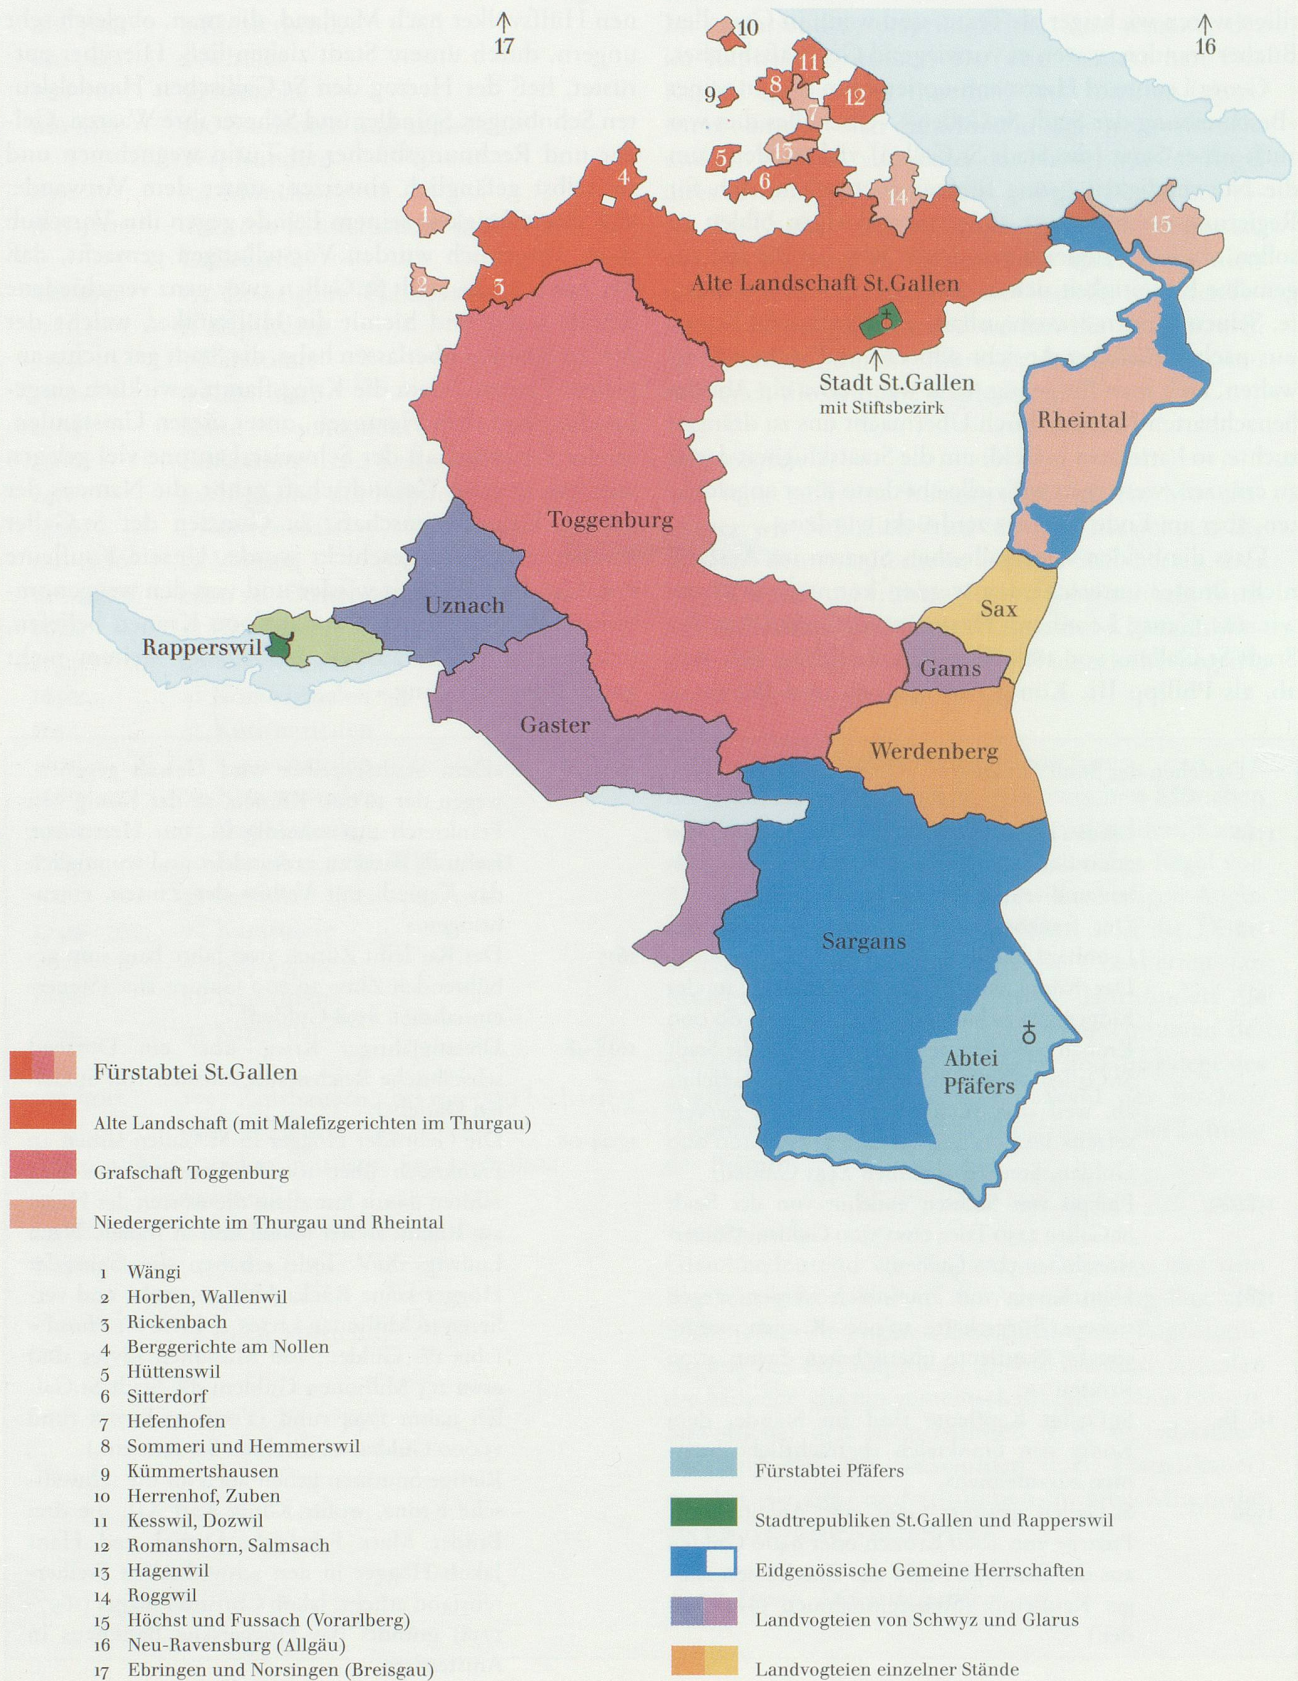 17
10
16
11
8
9
12
7
5
13
6
4
14
1
15
2
3
Alte Landschaft St.Gallen
Stadt St.Gallen
mit Stiftsbezirk
Rheintal
Toggenburg
Uznach
Sax
Rapperswil
Gams
Gaster
Werdenberg
Sargans
Abtei
Pfäfers
Fürstabtei St.Gallen
Alte Landschaft (mit Malefizgerichten im Thurgau)
Grafschaft Toggenburg
Niedergerichte im Thurgau und Rheintal
1 Wängi
2 Horben, Wallenwil
3 Rickenbach
4 Berggerichte am Nollen
5 Hüttenswil
6 Sitterdorf
7 Hefenhofen
8 Sommeri und Hemmerswil
9 Kümmertshausen
10 Herrenhof, Zuben
11 Kesswil, Dozwil
12 Romanshorn, Salmsach
13 Hagenwil
14 Roggwil
15 Höchst und Fussach (Vorarlberg)
16 Neu-Ravensburg (Allgäu)
17 Ebringen und Norsingen (Breisgau)
Fürstabtei Pfäfers
Stadtrepubliken St.Gallen und Rapperswil
Eidgenössische Gemeine Herrschaften
Landvogteien von Schwyz und Glarus
Landvogteien einzelner Stände